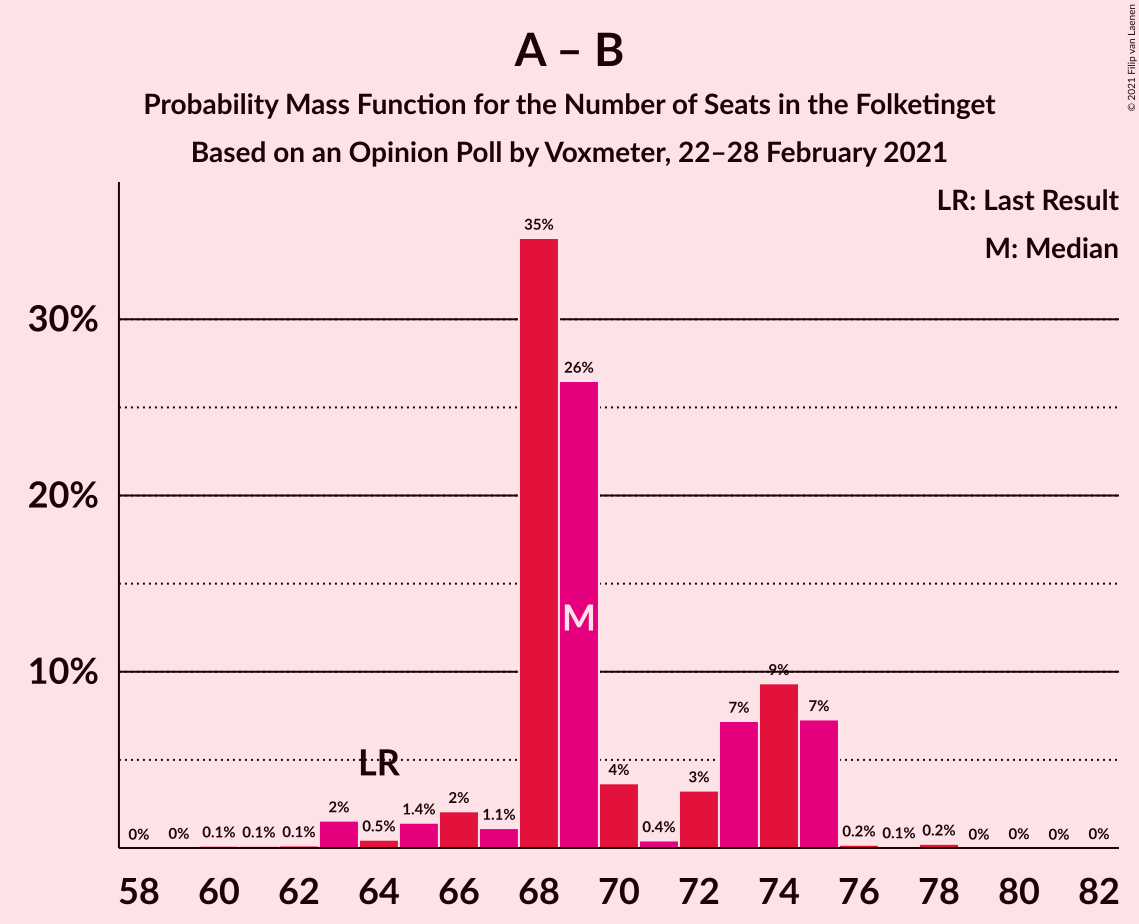 A – B
Probability Mass Function for the Number of Seats in the Folketinget
Based on an Opinion Poll by Voxmeter, 22–28 February 2021
© 2021 Filip van Laenen
LR: Last Result
M: Median
30%
20%
10%
0% 0% 0.1% 0.1% 0.1% 2% 0.5% 1.4% 2% 1.1% 35% 26% 4% 0.4% 3% 7% 9% 7% 0.2% 0.1% 0.2% 0% 0% 0% 0%
LR
M
58 60 62 64 66 68 70 72 74 76 78 80 82